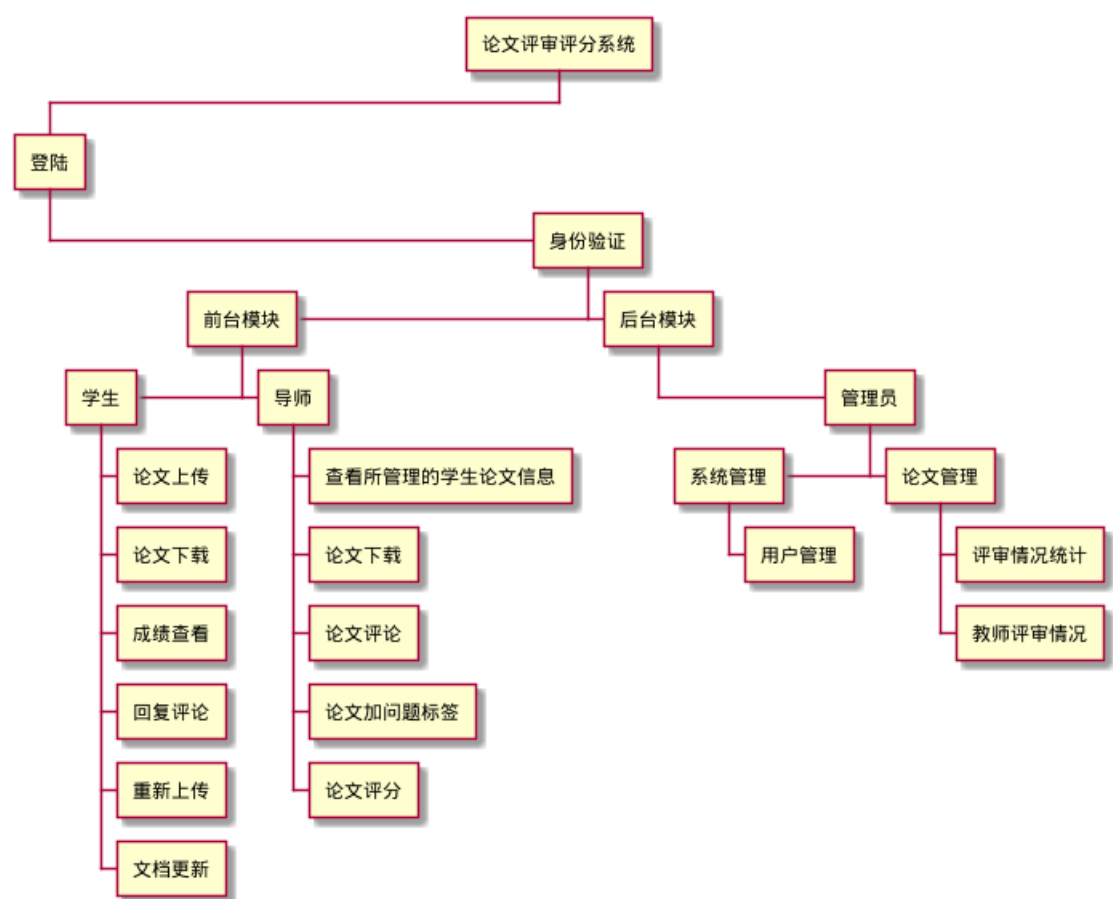 论文评审评分系统
登陆
身份验证
前台模块
后台模块
学生
导师
管理员
论文上传
查看所管理的学生论文信息
系统管理
论文管理
论文下载
论文下载
用户管理
评审情况统计
成绩查看
论文评论
教师评审情况
回复评论
论文加问题标签
重新上传
论文评分
文档更新